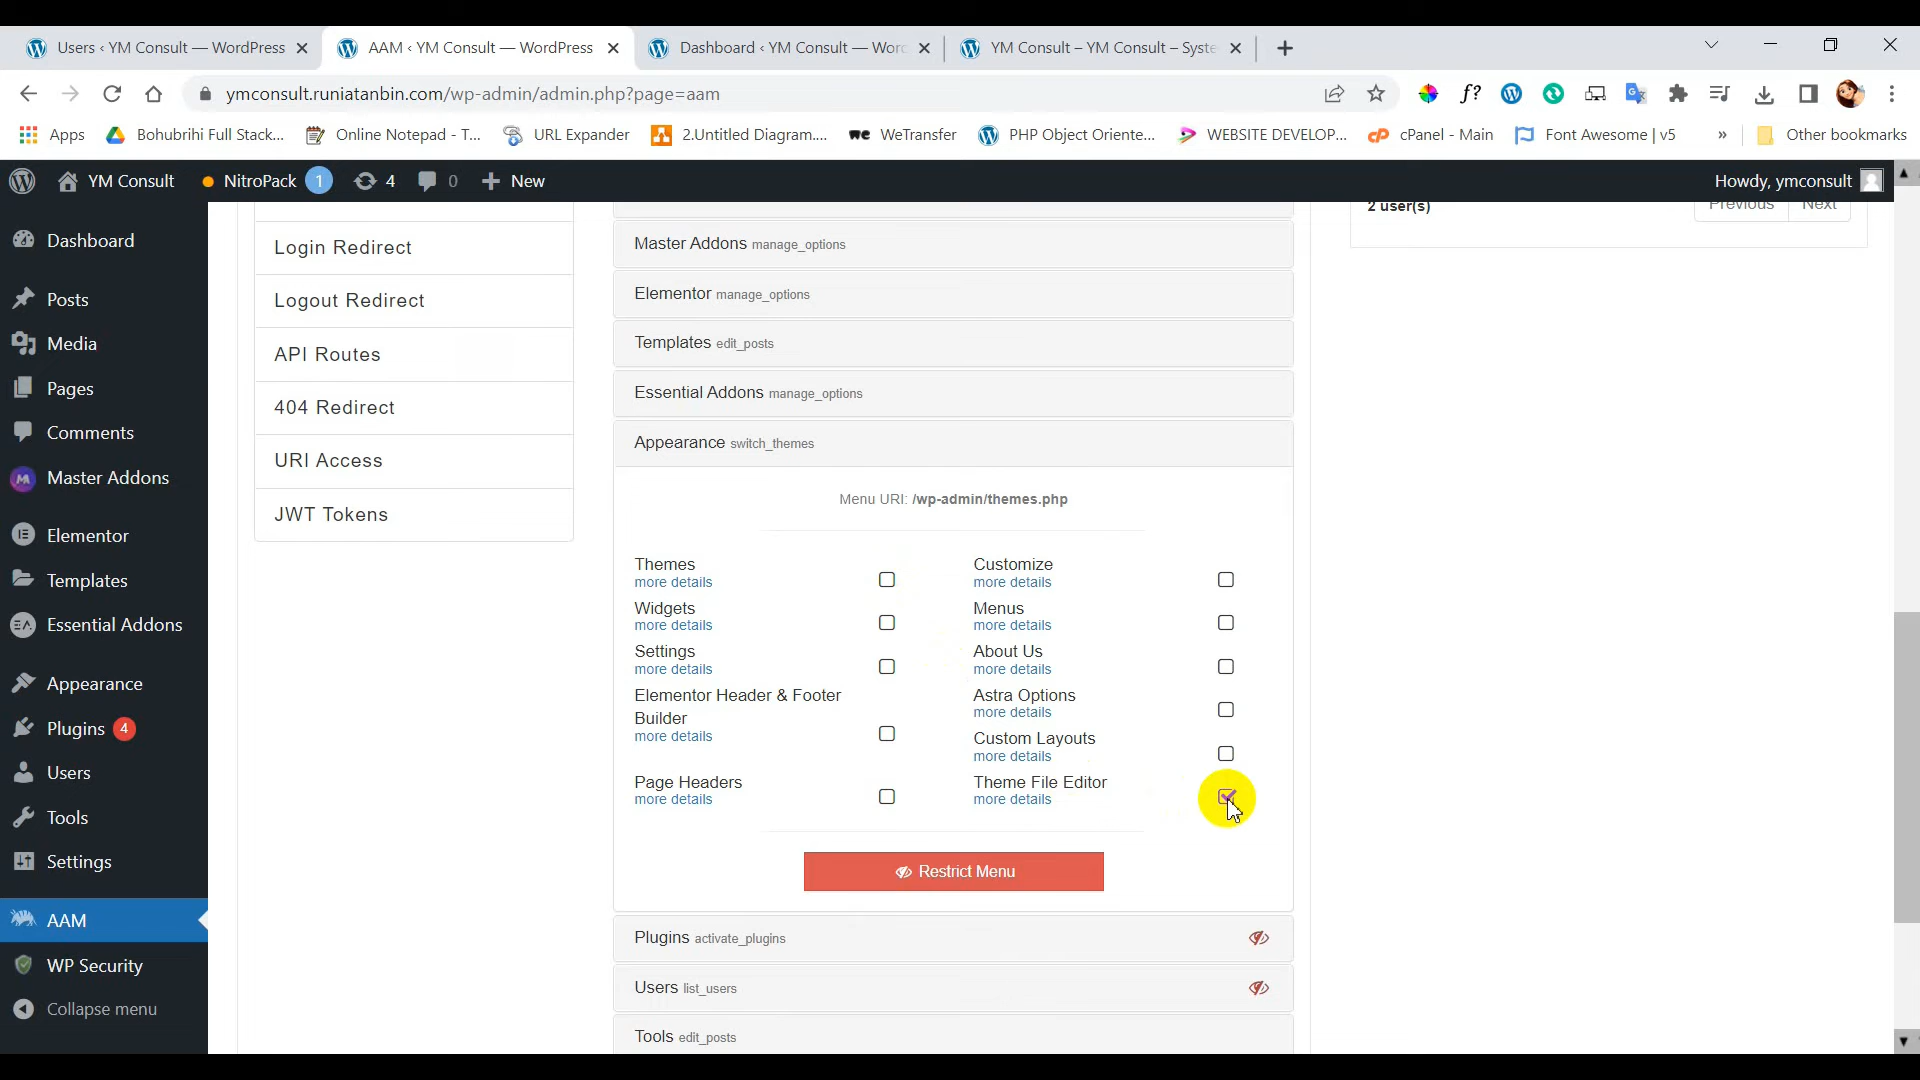 Users ‹ YM Consult — WordPress
AAM ‹ YM Consult — WordPress
Dashboard ‹ YM Consult — Worc
YM Consult – YM Consult – Syste
ymconsult.runiatanbin.com/wp-admin/admin.php?page=aam
f?
Apps
Bohubrihi Full Stack...
Online Notepad - T...
URL Expander
2.Untitled Diagram....
we WeTransfer
PHP Object Oriente...
WEBSITE DEVELOP...
cP cPanel - Main
Font Awesome | v5
»
Other bookmarks
YM Consult
NitroPack 1
4
0
New
Howdy, ymconsult
Dashboard
Posts
Media
Pages
Comments
Master Addons
Elementor
Templates
Essential Addons
Appearance
Plugins 4
Users
Tools
Settings
AAM
WP Security
Collapse menu
Login Redirect
Logout Redirect
API Routes
404 Redirect
URI Access
JWT Tokens
Master Addons manage_options
Elementor manage_options
Templates edit_posts
Essential Addons manage_options
Appearance switch_themes
Menu URI: /wp-admin/themes.php
Themes
more details
Customize
more details
Widgets
more details
Menus
more details
Settings
more details
About Us
more details
Elementor Header & Footer
Builder
more details
Astra Options
more details
Custom Layouts
more details
Page Headers
more details
Theme File Editor
more details
Restrict Menu
Plugins activate_plugins
Users list_users
Tools edit_posts
2 user(s)
Previous
Next